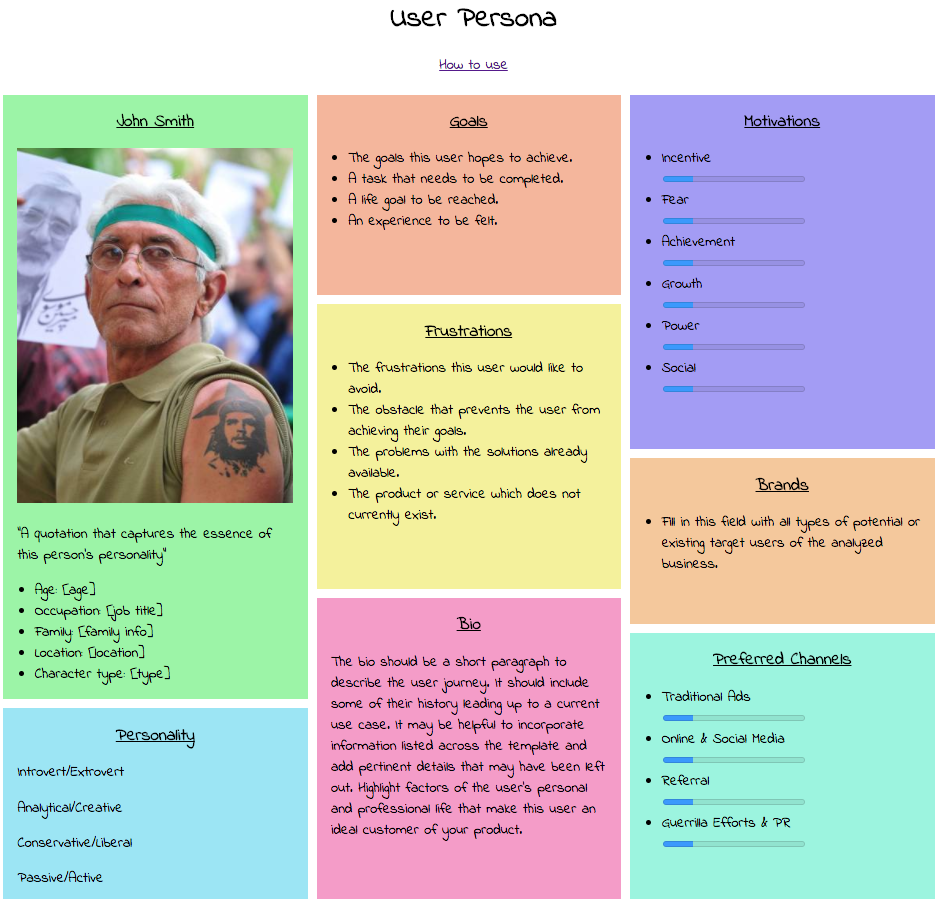 User Persona
How to use
John Smith
میرحسین موسوی
"A quotation that captures the essence of
this person's personality"
Age: [age]
Occupation: [job title]
Family: [family info]
Location: [location]
Character type: [type]
Personality
Introvert/Extrovert
Analytical/Creative
Conservative/Liberal
Passive/Active
Goals
The goals this user hopes to achieve.
A task that needs to be completed.
A life goal to be reached.
An experience to be felt.
Frustrations
The frustrations this user would like to
avoid.
The obstacle that prevents the user from
achieving their goals.
The problems with the solutions already
available.
The product or service which does not
currently exist.
Bio
The bio should be a short paragraph to
describe the user journey. It should include
some of their history leading up to a current
use case. It may be helpful to incorporate
information listed across the template and
add pertinent details that may have been left
out. Highlight factors of the user's personal
and professional life that make this user an
ideal customer of your product.
Motivations
Incentive
Fear
Achievement
Growth
Power
Social
Brands
Fill in this field with all types of potential or
existing target users of the analyzed
business.
Preferred Channels
Traditional Ads
Online & Social Media
Referral
Guerrilla Efforts & PR